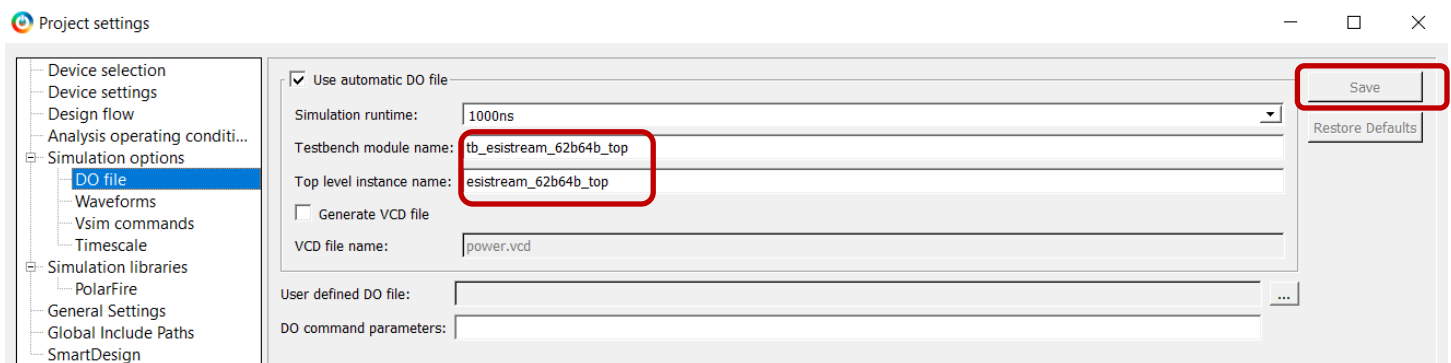 Project settings
Device selection
Device settings
Design flow
Analysis operating conditi...
Simulation options
DO file
Waveforms
Vsim commands
Timescale
Simulation libraries
PolarFire
General Settings
Global Include Paths
SmartDesign
Use automatic DO file
Simulation runtime: 1000ns
Testbench module name: tb_esistream_62b64b_top
Top level instance name: esistream_62b64b_top
Generate VCD file
VCD file name: power.vcd
User defined DO file: ...
DO command parameters:
Save
Restore Defaults